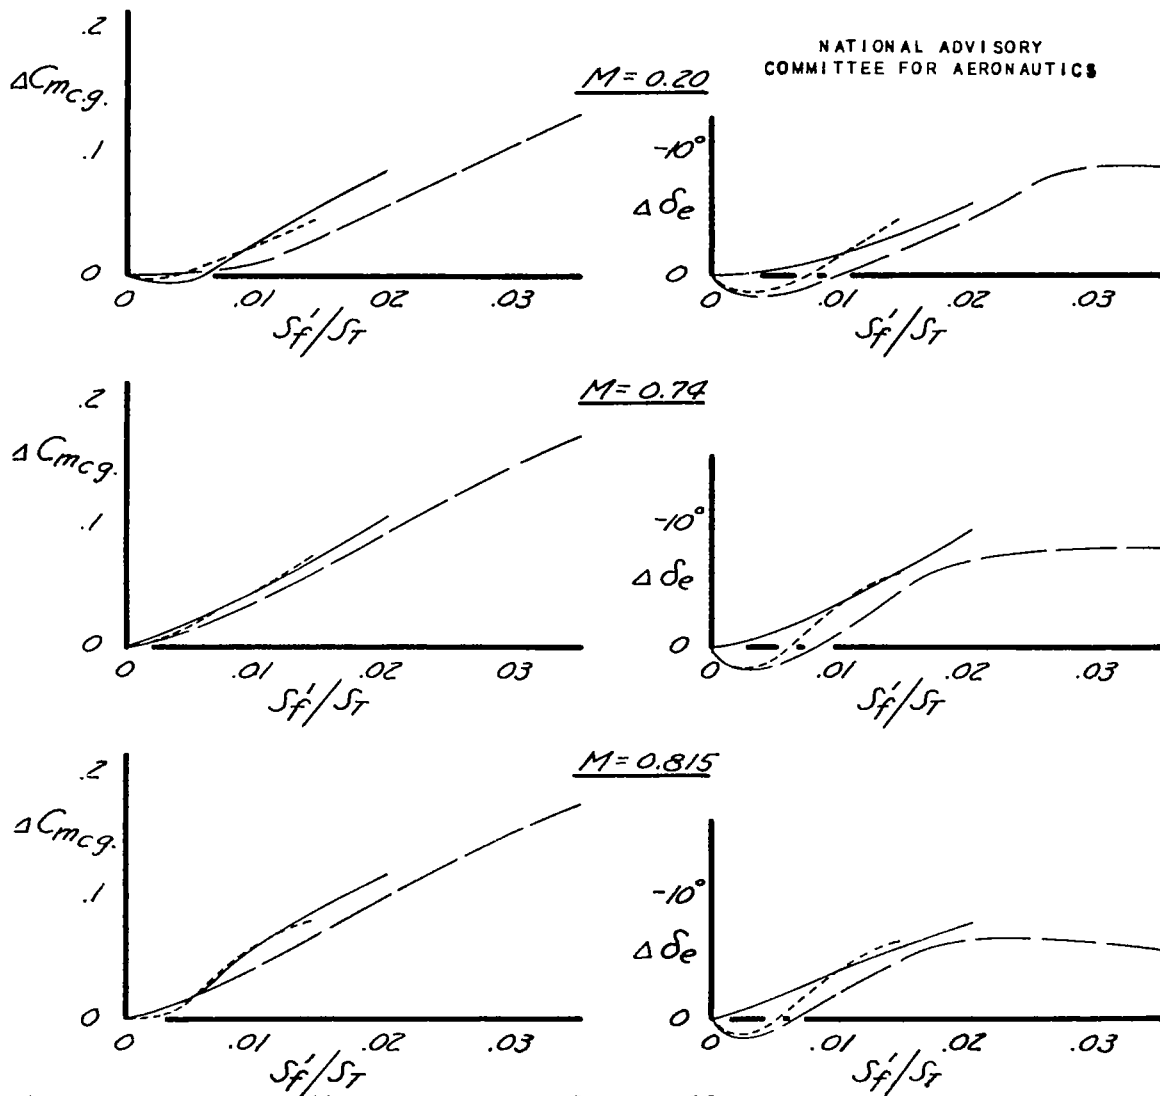 NATIONAL ADVISORY
COMMITTEE FOR AERONAUTICS
M = 0.20
.2
ΔCmc.g.
.1
0
0 .01 .02 .03
Sf'/ST
-10°
Δδe
0
0 .01 .02 .03
Sf'/ST
M = 0.74
.2
ΔCmc.g.
.1
0
0 .01 .02 03
Sf'/ST
-10°
Δδe
0
0 .01 .02 .03
Sf'/ST
M = 0.815
.2
ΔCmc.g.
.1
0
0 .01 .02 .03
Sf'/ST
-10°
Δδe
0
0 .01 .02 .03
Sf'/ST